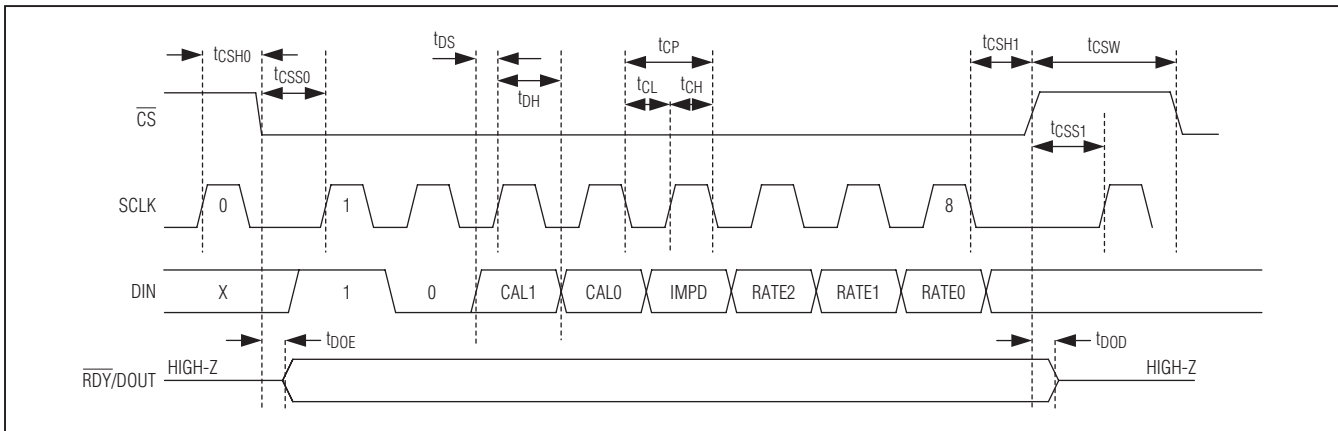 tCSH0
tDS
tCP
tCSH1
tCSW
tCSS0
tDH
tCL
tCH
CS
tCSS1
SCLK
0
1
8
DIN
X
1
0
CAL1
CAL0
IMPD
RATE2
RATE1
RATE0
tDOE
tDOD
RDY/DOUT
HIGH-Z
HIGH-Z